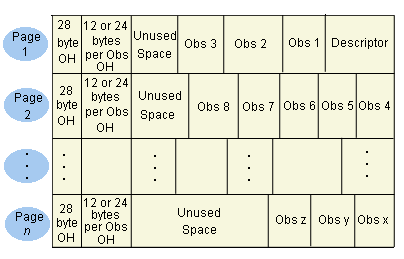 Page
1
28
byte
OH
12 or 24
bytes
per Obs
OH
Unused
Space
Obs 3
Obs 2
Obs 1
Descriptor
Page
2
28
byte
OH
12 or 24
bytes
per Obs
OH
Unused
Space
Obs 8
Obs 7
Obs 6
Obs 5
Obs 4
Page
n
28
byte
OH
12 or 24
bytes
per Obs
OH
Unused
Space
Obs z
Obs y
Obs x